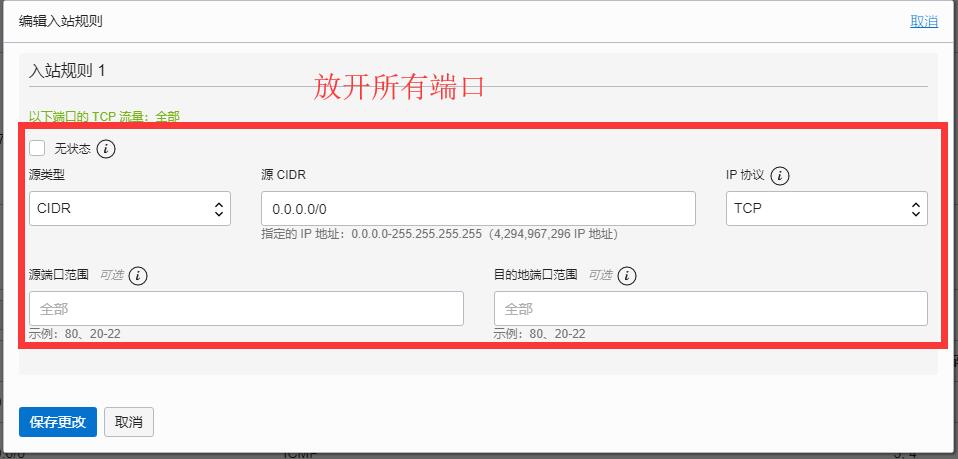 编辑入站规则 取消
入站规则 1
放开所有端口
以下端口的 TCP 流量：全部
无状态 i
源类型 源 CIDR IP 协议 i
CIDR 0.0.0.0/0 TCP
指定的 IP 地址：0.0.0.0-255.255.255.255（4,294,967,296 IP 地址）
源端口范围 可选 i 目的地端口范围 可选 i
全部 全部
示例：80、20-22 示例：80、20-22
保存更改 取消